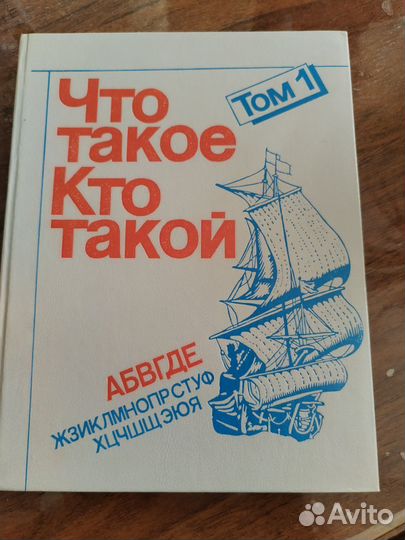 Что
такое
Кто
такой
Том 1
АБВГДЕ
ЖЗИКЛМНОПРСТУФ
ХЦЧШЩЭЮЯ
Avito